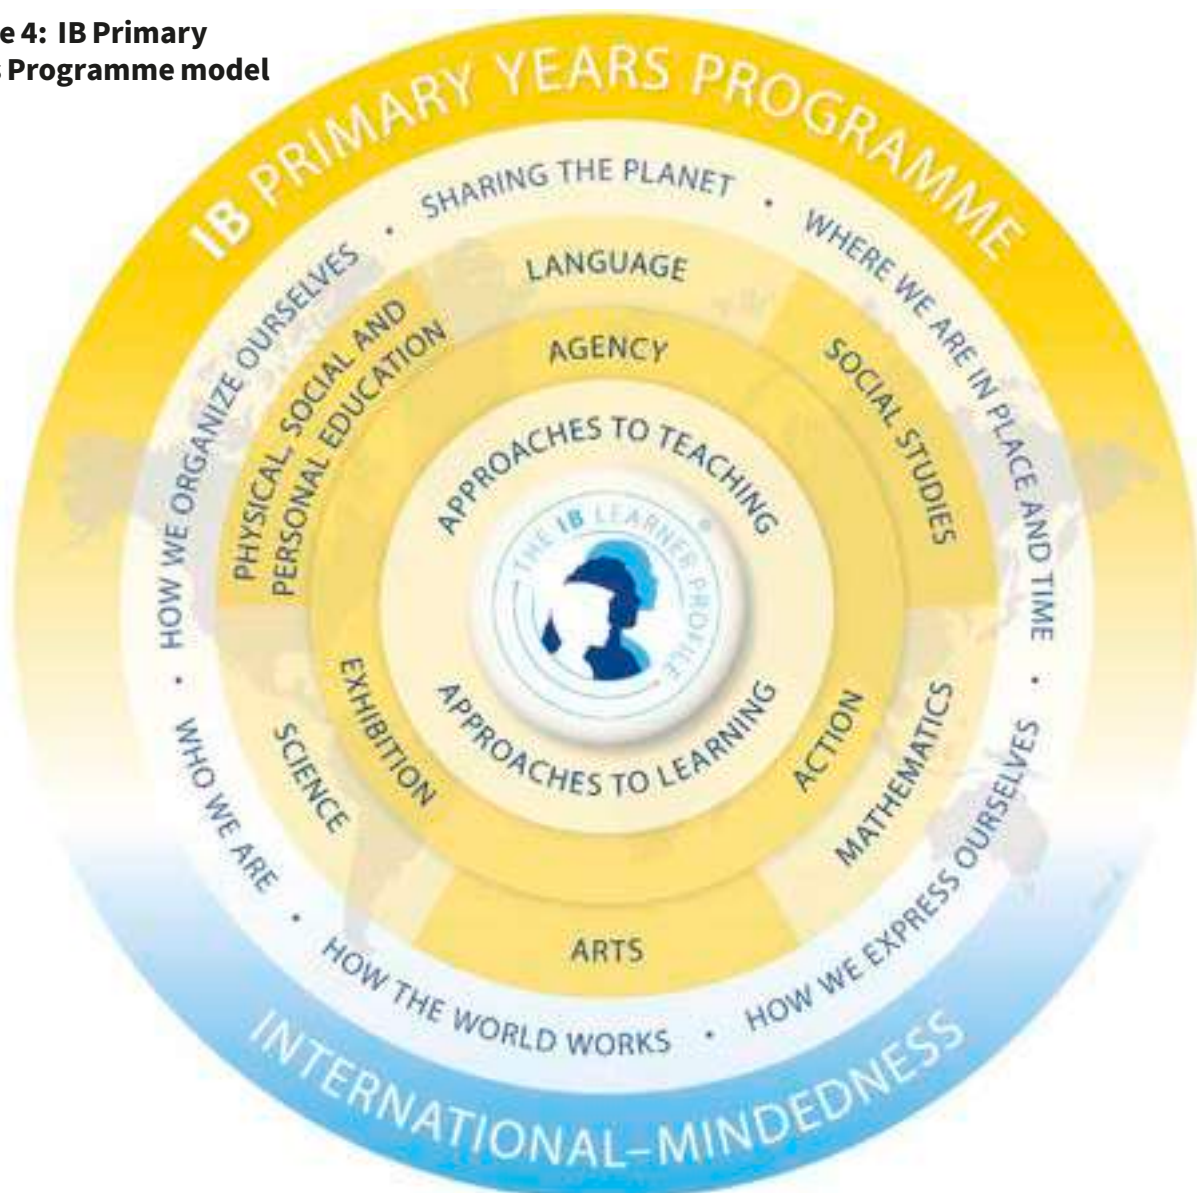 e 4: IB Primary
s Programme model
IB PRIMARY YEARS PROGRAMME
SHARING THE PLANET
•
WHERE WE ARE IN PLACE AND TIME
•
HOW WE EXPRESS OURSELVES
•
HOW THE WORLD WORKS
•
WHO WE ARE
•
HOW WE ORGANIZE OURSELVES
•
LANGUAGE
SOCIAL STUDIES
MATHEMATICS
ARTS
SCIENCE
PHYSICAL, SOCIAL AND
PERSONAL EDUCATION
AGENCY
ACTION
EXHIBITION
APPROACHES TO TEACHING
THE IB LEARNER PROFILE
APPROACHES TO LEARNING
INTERNATIONAL–MINDEDNESS